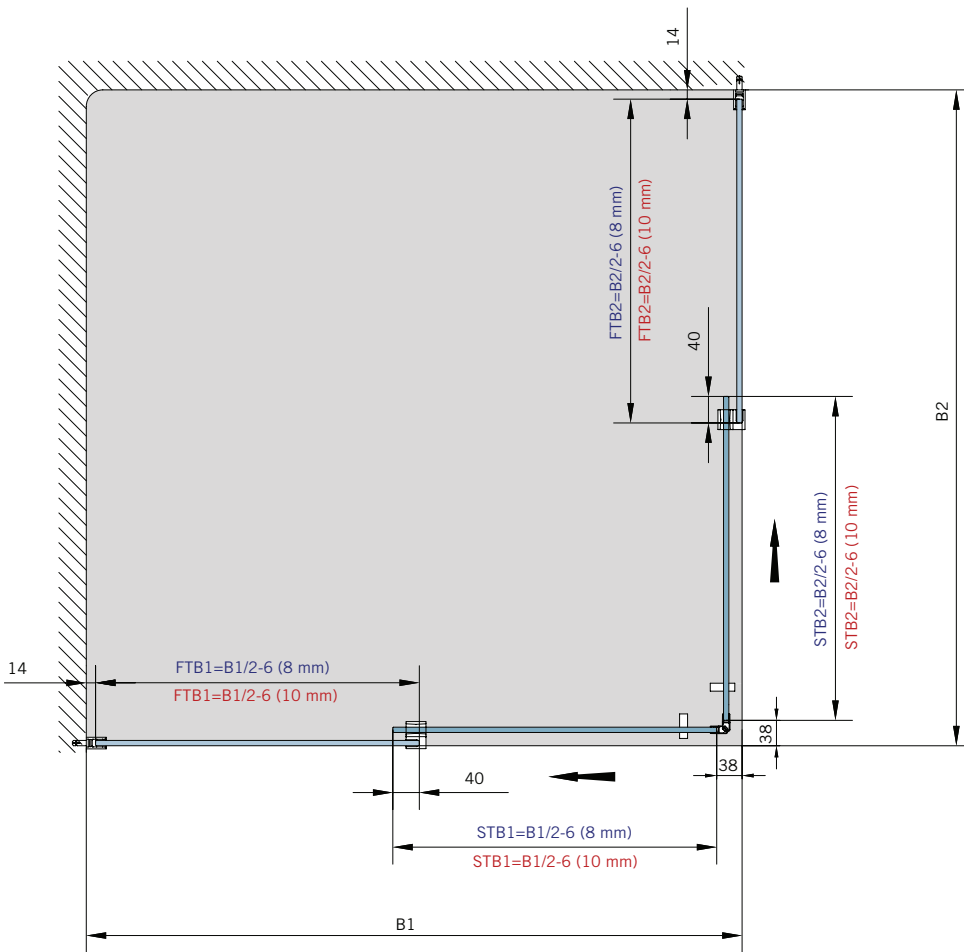 14
FTB2=B2/2-6 (8 mm)
FTB2=B2/2-6 (10 mm)
40
B2
STB2=B2/2-6 (8 mm)
STB2=B2/2-6 (10 mm)
14
FTB1=B1/2-6 (8 mm)
FTB1=B1/2-6 (10 mm)
38
38
40
STB1=B1/2-6 (8 mm)
STB1=B1/2-6 (10 mm)
B1